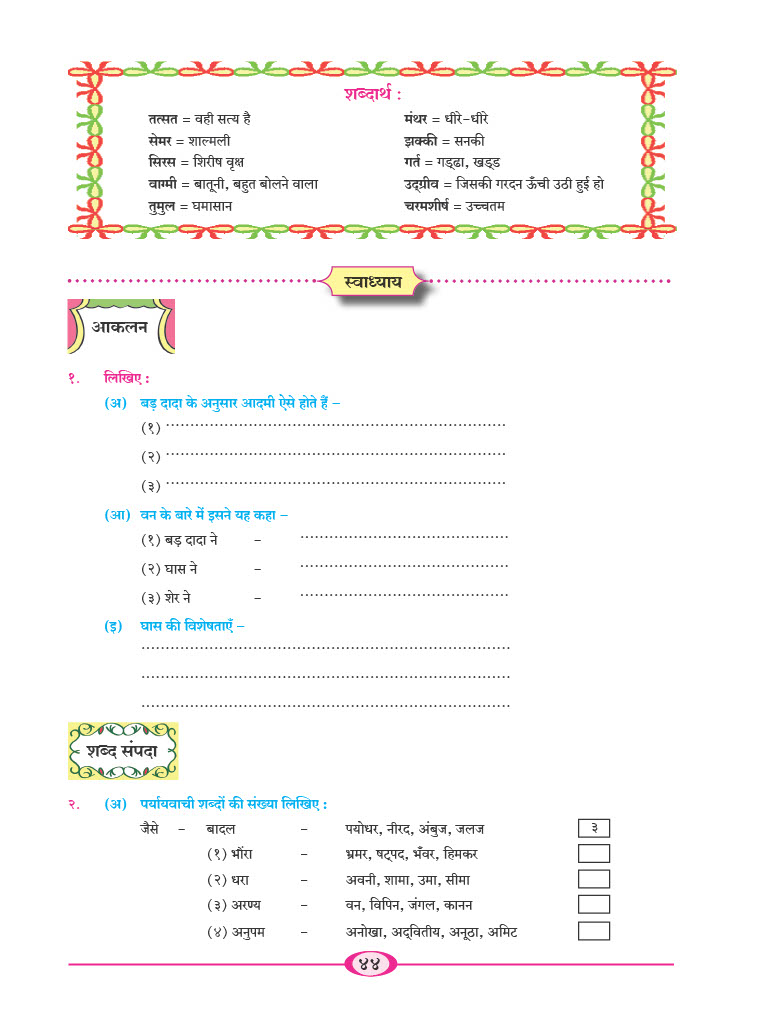 शब्दार्थ :
तत्सत = वही सत्य है
सेमर = शाल्मली
सिरस = शिरीष वृक्ष
वाग्मी = बातूनी, बहुत बोलने वाला
तुमुल = घमासान
मंथर = धीरे-धीरे
झक्की = सनकी
गर्त = गड्ढा, खड्ड
उद्ग्रीव = जिसकी गरदन ऊँची उठी हुई हो
चरमशीर्ष = उच्चतम
स्वाध्याय
आकलन
१. लिखिए :
(अ) बड़ दादा के अनुसार आदमी ऐसे होते हैं –
(१) ..........................................................................
(२) ..........................................................................
(३) ..........................................................................
(आ) वन के बारे में इसने यह कहा –
(१) बड़ दादा ने – .............................................
(२) घास ने – .............................................
(३) शेर ने – .............................................
(इ) घास की विशेषताएँ –
................................................................................
................................................................................
................................................................................
शब्द संपदा
२. (अ) पर्यायवाची शब्दों की संख्या लिखिए :
जैसे – बादल – पयोधर, नीरद, अंबुज, जलज ३
(१) भौंरा – भ्रमर, षट्पद, भँवर, हिमकर
(२) धरा – अवनी, शामा, उमा, सीमा
(३) अरण्य – वन, विपिन, जंगल, कानन
(४) अनुपम – अनोखा, अद्वितीय, अनूठा, अमिट
४४